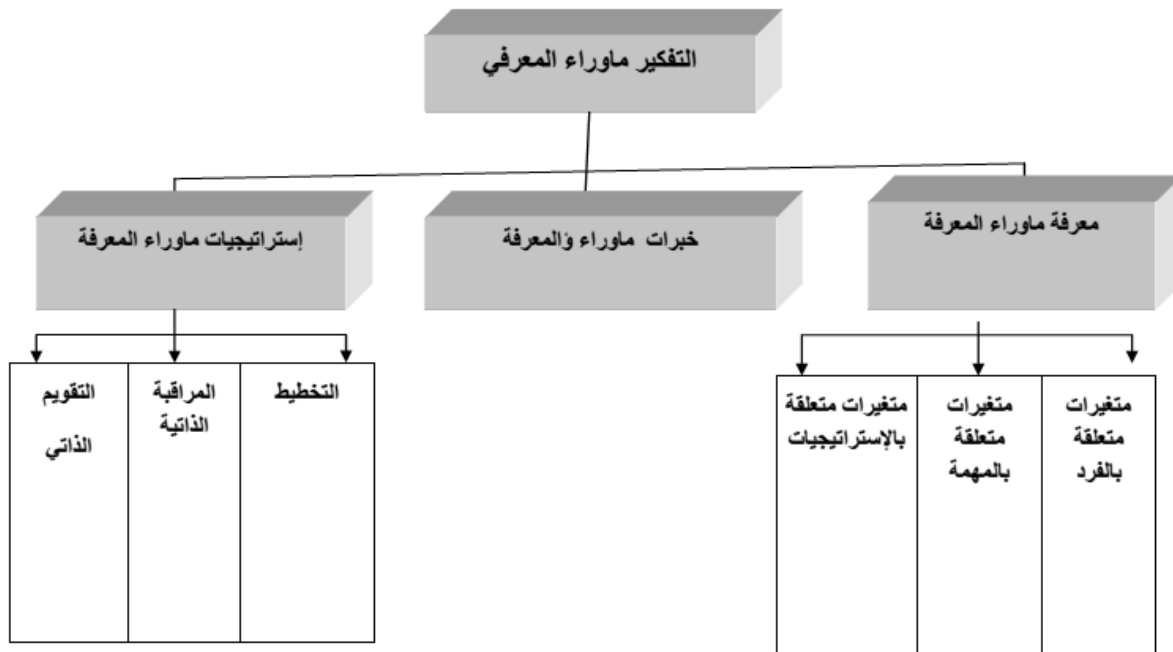 التفكير ماوراء المعرفي
معرفة ماوراء المعرفة
خبرات ماوراء ؤالمعرفة
إستراتيجيات ماوراء المعرفة
متغيرات
متعلقة
بالفرد
متغيرات
متعلقة
بالمهمة
متغيرات متعلقة
بالإستراتيجيات
التخطيط
المراقبة
الذاتية
التقويم
الذاتي